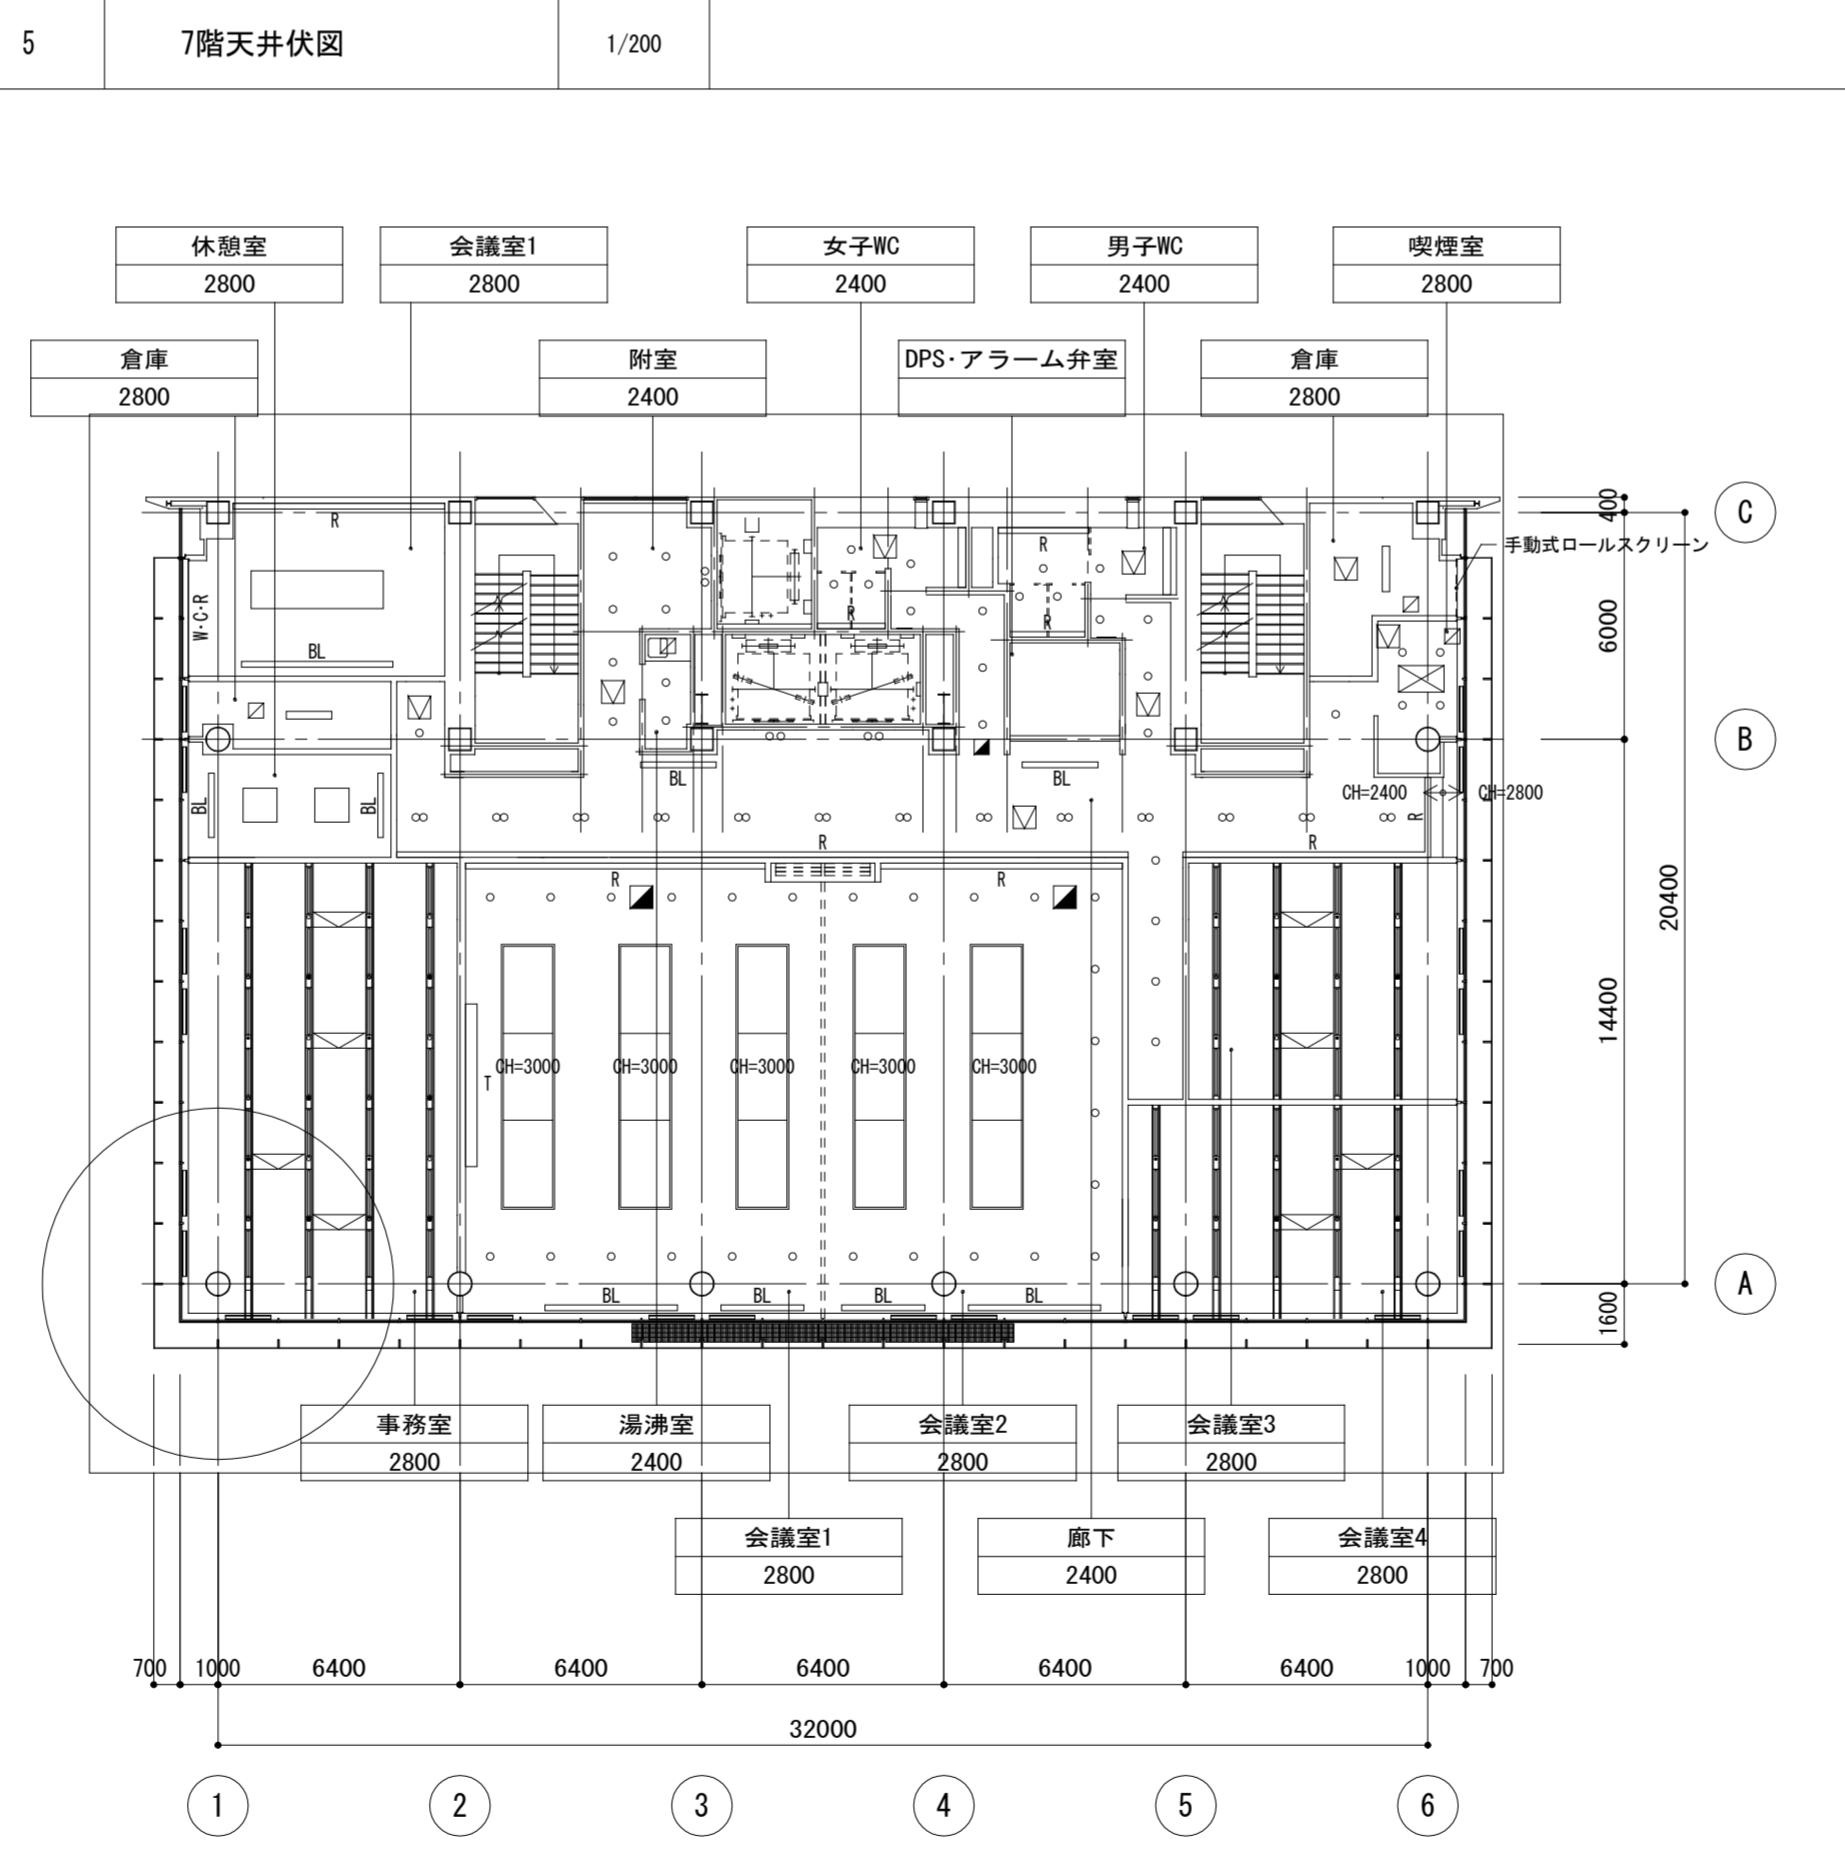 5 7階天井伏図 1/200
休憩室 会議室1 女子WC 男子WC 喫煙室
2800 2800 2400 2400 2800
倉庫 附室 DPS･アラーム弁室 倉庫
2800 2400 2800
C
400
R
手動式ロールスクリーン
R
W･C･R
R
R
6000
BL
B
BL BL
BL BL
CH=2400 CH=2800
R
R R
R R
20400
14400
CH=3000 CH=3000 CH=3000 CH=3000 CH=3000
T
A
BL BL BL BL
1600
事務室 湯沸室 会議室2 会議室3
2800 2400 2800 2800
会議室1 廊下 会議室4
2800 2400 2800
700 1000 6400 6400 6400 6400 6400 1000 700
32000
1 2 3 4 5 6